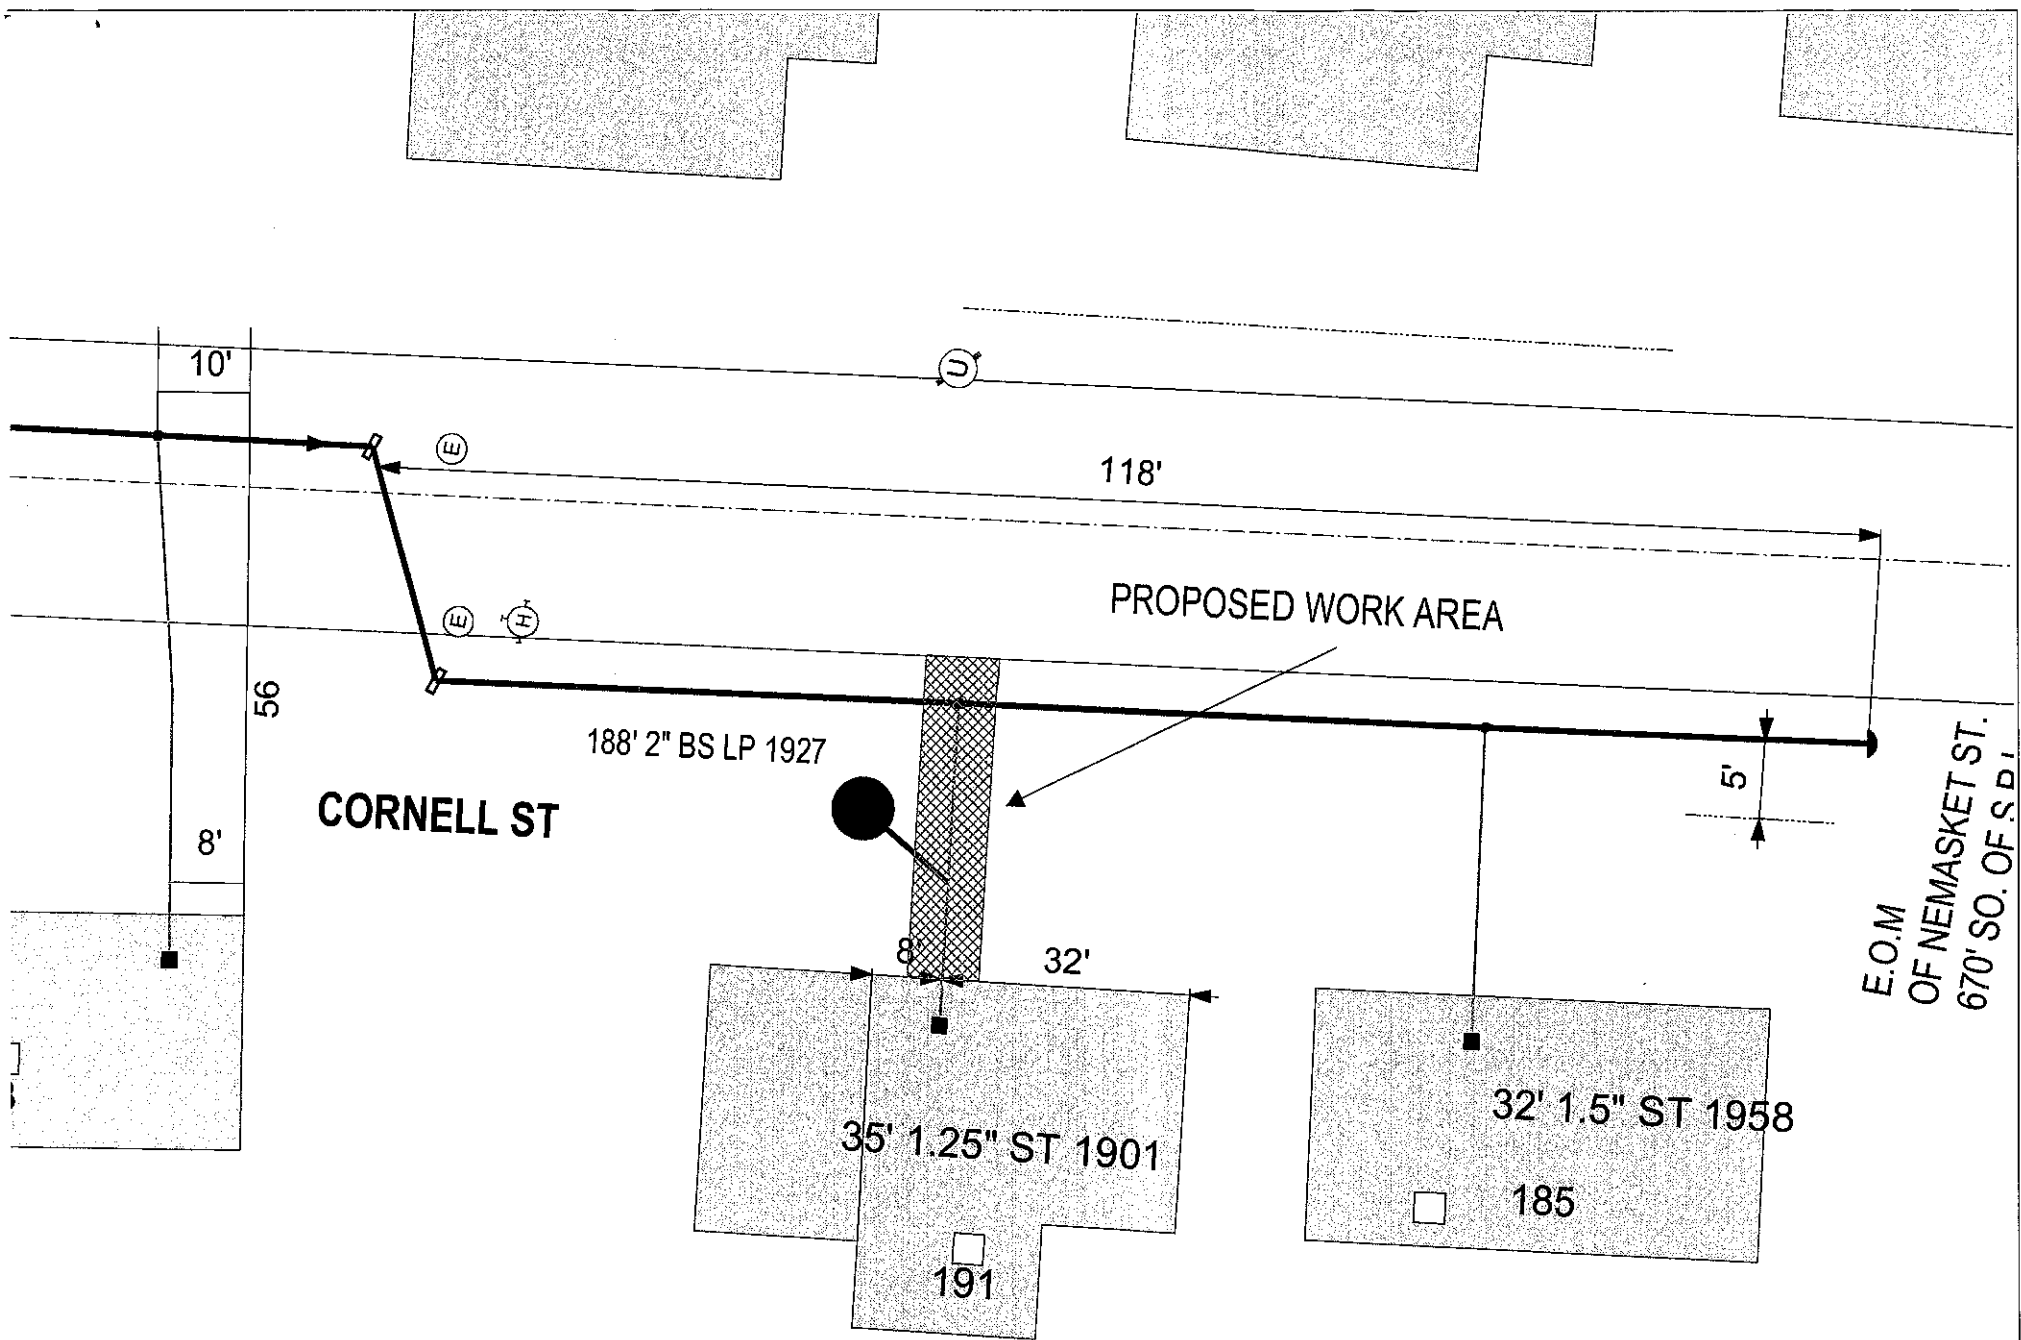 10'
U
E
118'
PROPOSED WORK AREA
E
H
56
188' 2" BS LP 1927
5'
CORNELL ST
8'
E.O.M
OF NEMASKET ST.
670' SO. OF
8'
32'
35' 1.25" ST 1901
32' 1.5" ST 1958
185
191